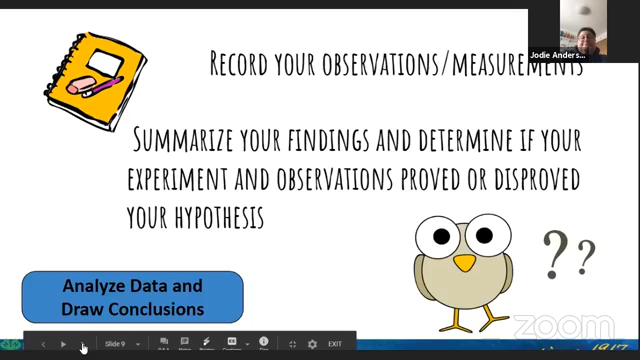 Jodie Anders...
RECORD YOUR OBSERVATIONS/MEASUREMENTS
SUMMARIZE YOUR FINDINGS AND DETERMINE IF YOUR
EXPERIMENT AND OBSERVATIONS PROVED OR DISPROVED
YOUR HYPOTHESIS
? ?
Analyze Data and
Draw Conclusions
zoom
Slide 9
EXIT
1917